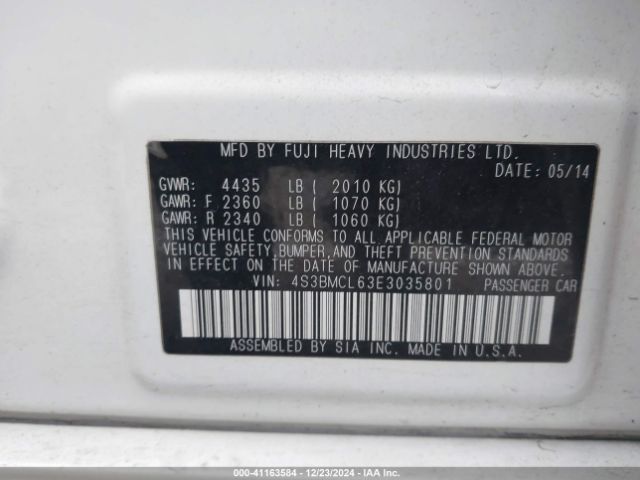 MFD BY FUJI HEAVY INDUSTRIES LTD.
DATE: 05/14
GVWR: 4435 LB ( 2010 KG)
GAWR: F 2360 LB ( 1070 KG)
GAWR: R 2340 LB ( 1060 KG)
THIS VEHICLE CONFORMS TO ALL APPLICABLE FEDERAL MOTOR
VEHICLE SAFETY, BUMPER, AND THEFT PREVENTION STANDARDS
IN EFFECT ON THE DATE OF MANUFACTURE SHOWN ABOVE.
VIN: 4S3BMCL63E3035801 PASSENGER CAR
ASSEMBLED BY SIA INC. MADE IN U.S.A.
000-41163584 - 12/23/2024 - IAA Inc.